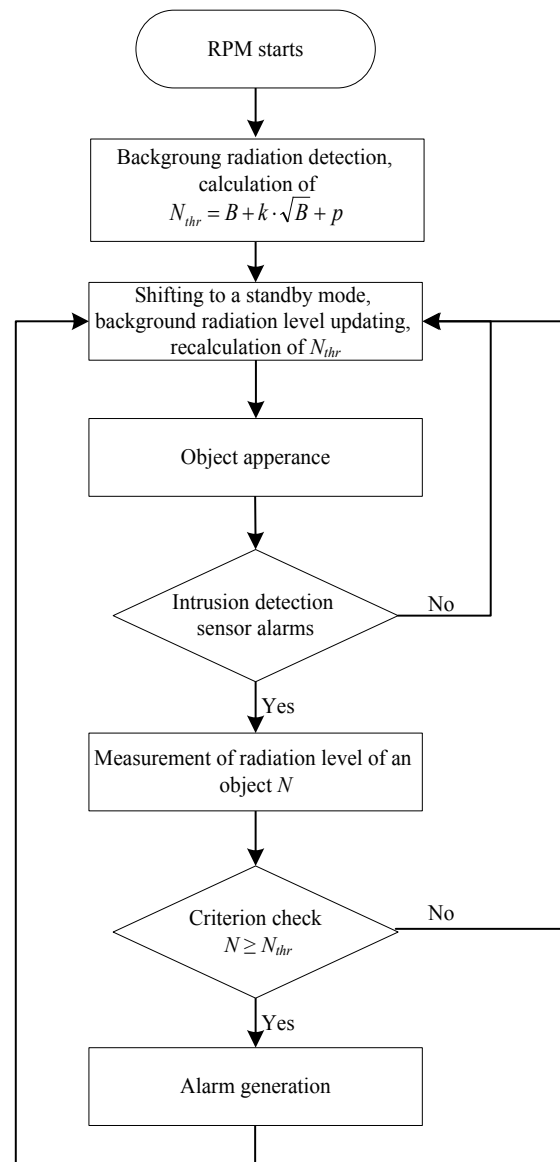 RPM starts
Backgroung radiation detection,
calculation of
N_thr = B + k · √B + p
Shifting to a standby mode,
background radiation level updating,
recalculation of N_thr
Object apperance
Intrusion detection
sensor alarms
No
Yes
Measurement of radiation level of an
object N
Criterion check
N ≥ N_thr
No
Yes
Alarm generation